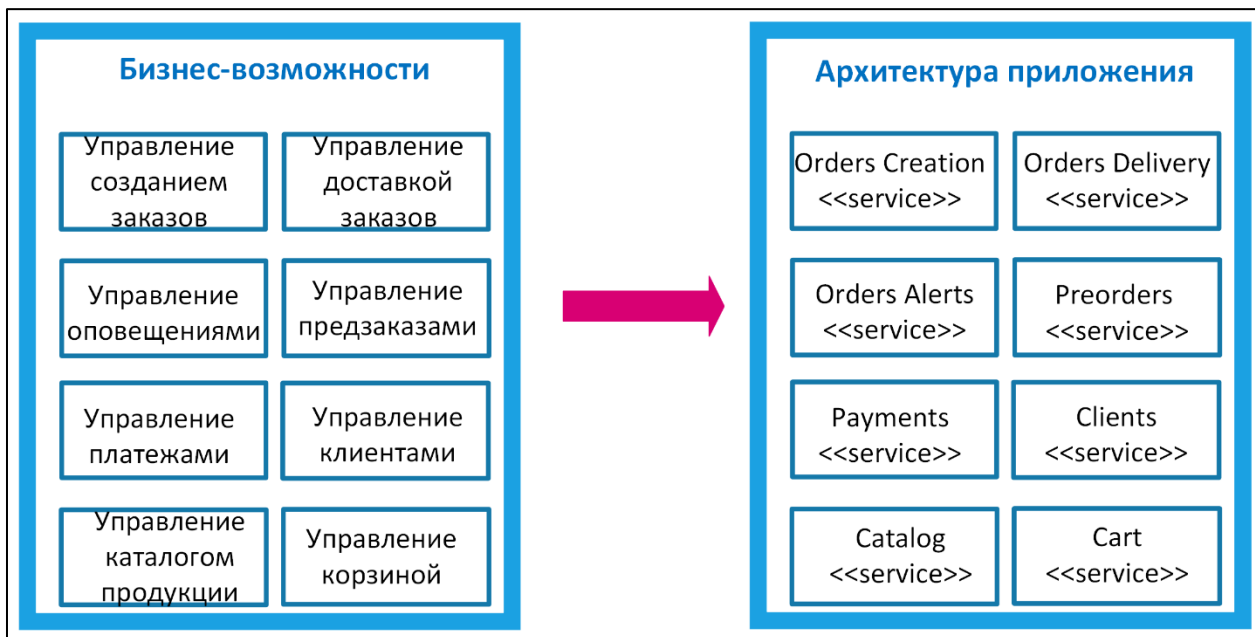 Бизнес-возможности
Управление
созданием
заказов
Управление
доставкой
заказов
Управление
оповещениями
Управление
предзаказами
Управление
платежами
Управление
клиентами
Управление
каталогом
продукции
Управление
корзиной
Архитектура приложения
Orders Creation
<<service>>
Orders Delivery
<<service>>
Orders Alerts
<<service>>
Preorders
<<service>>
Payments
<<service>>
Clients
<<service>>
Catalog
<<service>>
Cart
<<service>>